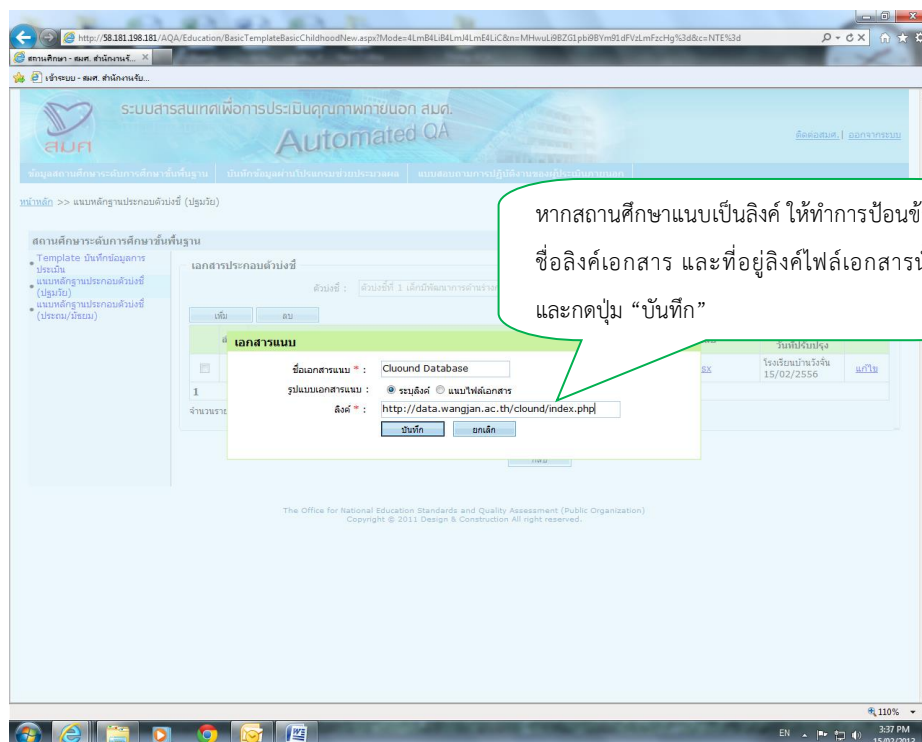 http://58.181.198.181/AQA/Education/BasicTemplateBasicChildhoodNew.aspx?Mode=4LmB4LiB4LmJ4LmE4LiC&n=MHwuLi9BZG1pbi9BYm91dFVzLmFzcHg%3d&c=NTE%3d
สถานศึกษา - สมศ. สำนักงานรั...
เข้าระบบ - สมศ. สำนักงานรับ...
ระบบสารสนเทศเพื่อการประเมินคุณภาพภายนอก สมศ.
สมศ
Automated QA
ติดต่อสมศ. | ออกจากระบบ
ข้อมูลสถานศึกษาระดับการศึกษาขั้นพื้นฐาน บันทึกข้อมูลผ่านโปรแกรมช่วยประมวลผล แบบสอบถามการปฏิบัติงานของผู้ประเมินภายนอก
หน้าหลัก >> แนบหลักฐานประกอบตัวบ่งชี้ (ปฐมวัย)
หากสถานศึกษาแนบเป็นลิงค์ ให้ทำการป้อนข้
ชื่อลิงค์เอกสาร และที่อยู่ลิงค์ไฟล์เอกสารนั
และกดปุ่ม “บันทึก”
สถานศึกษาระดับการศึกษาขั้นพื้นฐาน
Template บันทึกข้อมูลการ
ประเมิน
แนบหลักฐานประกอบตัวบ่งชี้
(ปฐมวัย)
แนบหลักฐานประกอบตัวบ่งชี้
(ประถม/มัธยม)
เอกสารประกอบตัวบ่งชี้
ตัวบ่งชี้ : ตัวบ่งชี้ที่ 1 เด็กมีพัฒนาการด้านร่างก
เพิ่ม ลบ
วันที่ปรับปรุง
sx โรงเรียนบ้านวังจั่น แก้ไข
15/02/2556
1
จำนวนราย
เอกสารแนบ
ชื่อเอกสารแนบ * : Cluound Database
รูปแบบเอกสารแนบ : ระบุลิงค์ แนบไฟล์เอกสาร
ลิงค์ * : http://data.wangjan.ac.th/clound/index.php
บันทึก ยกเลิก
The Office for National Education Standards and Quality Assessment (Public Organization)
Copyright © 2011 Design & Construction All right reserved.
110%
EN 3:37 PM
15/02/2013